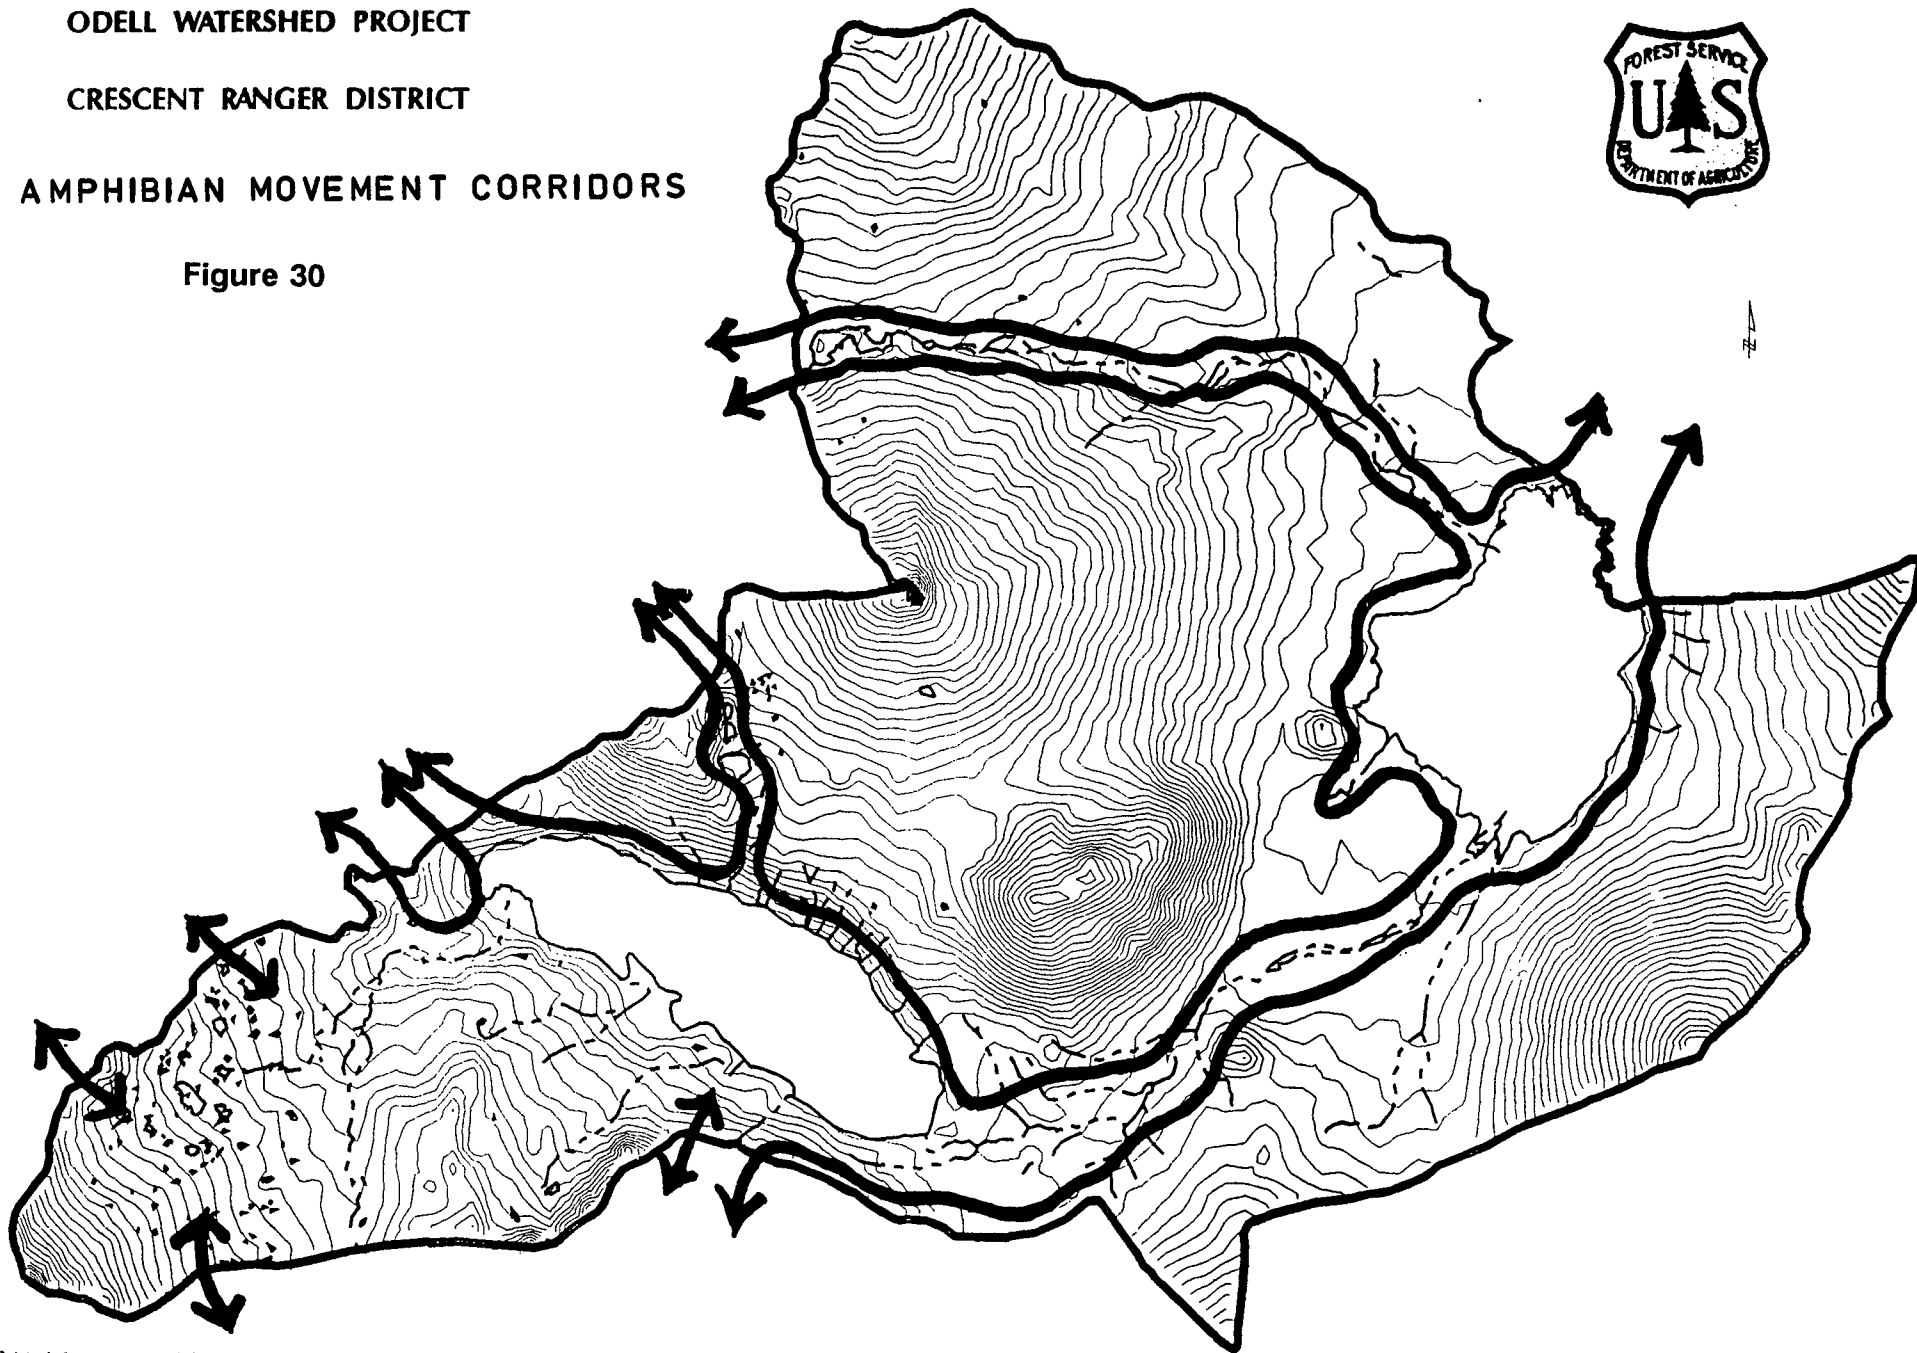 ODELL WATERSHED PROJECT
CRESCENT RANGER DISTRICT
AMPHIBIAN MOVEMENT CORRIDORS
Figure 30
FOREST SERVICE
U S
DEPARTMENT OF AGRICULTURE